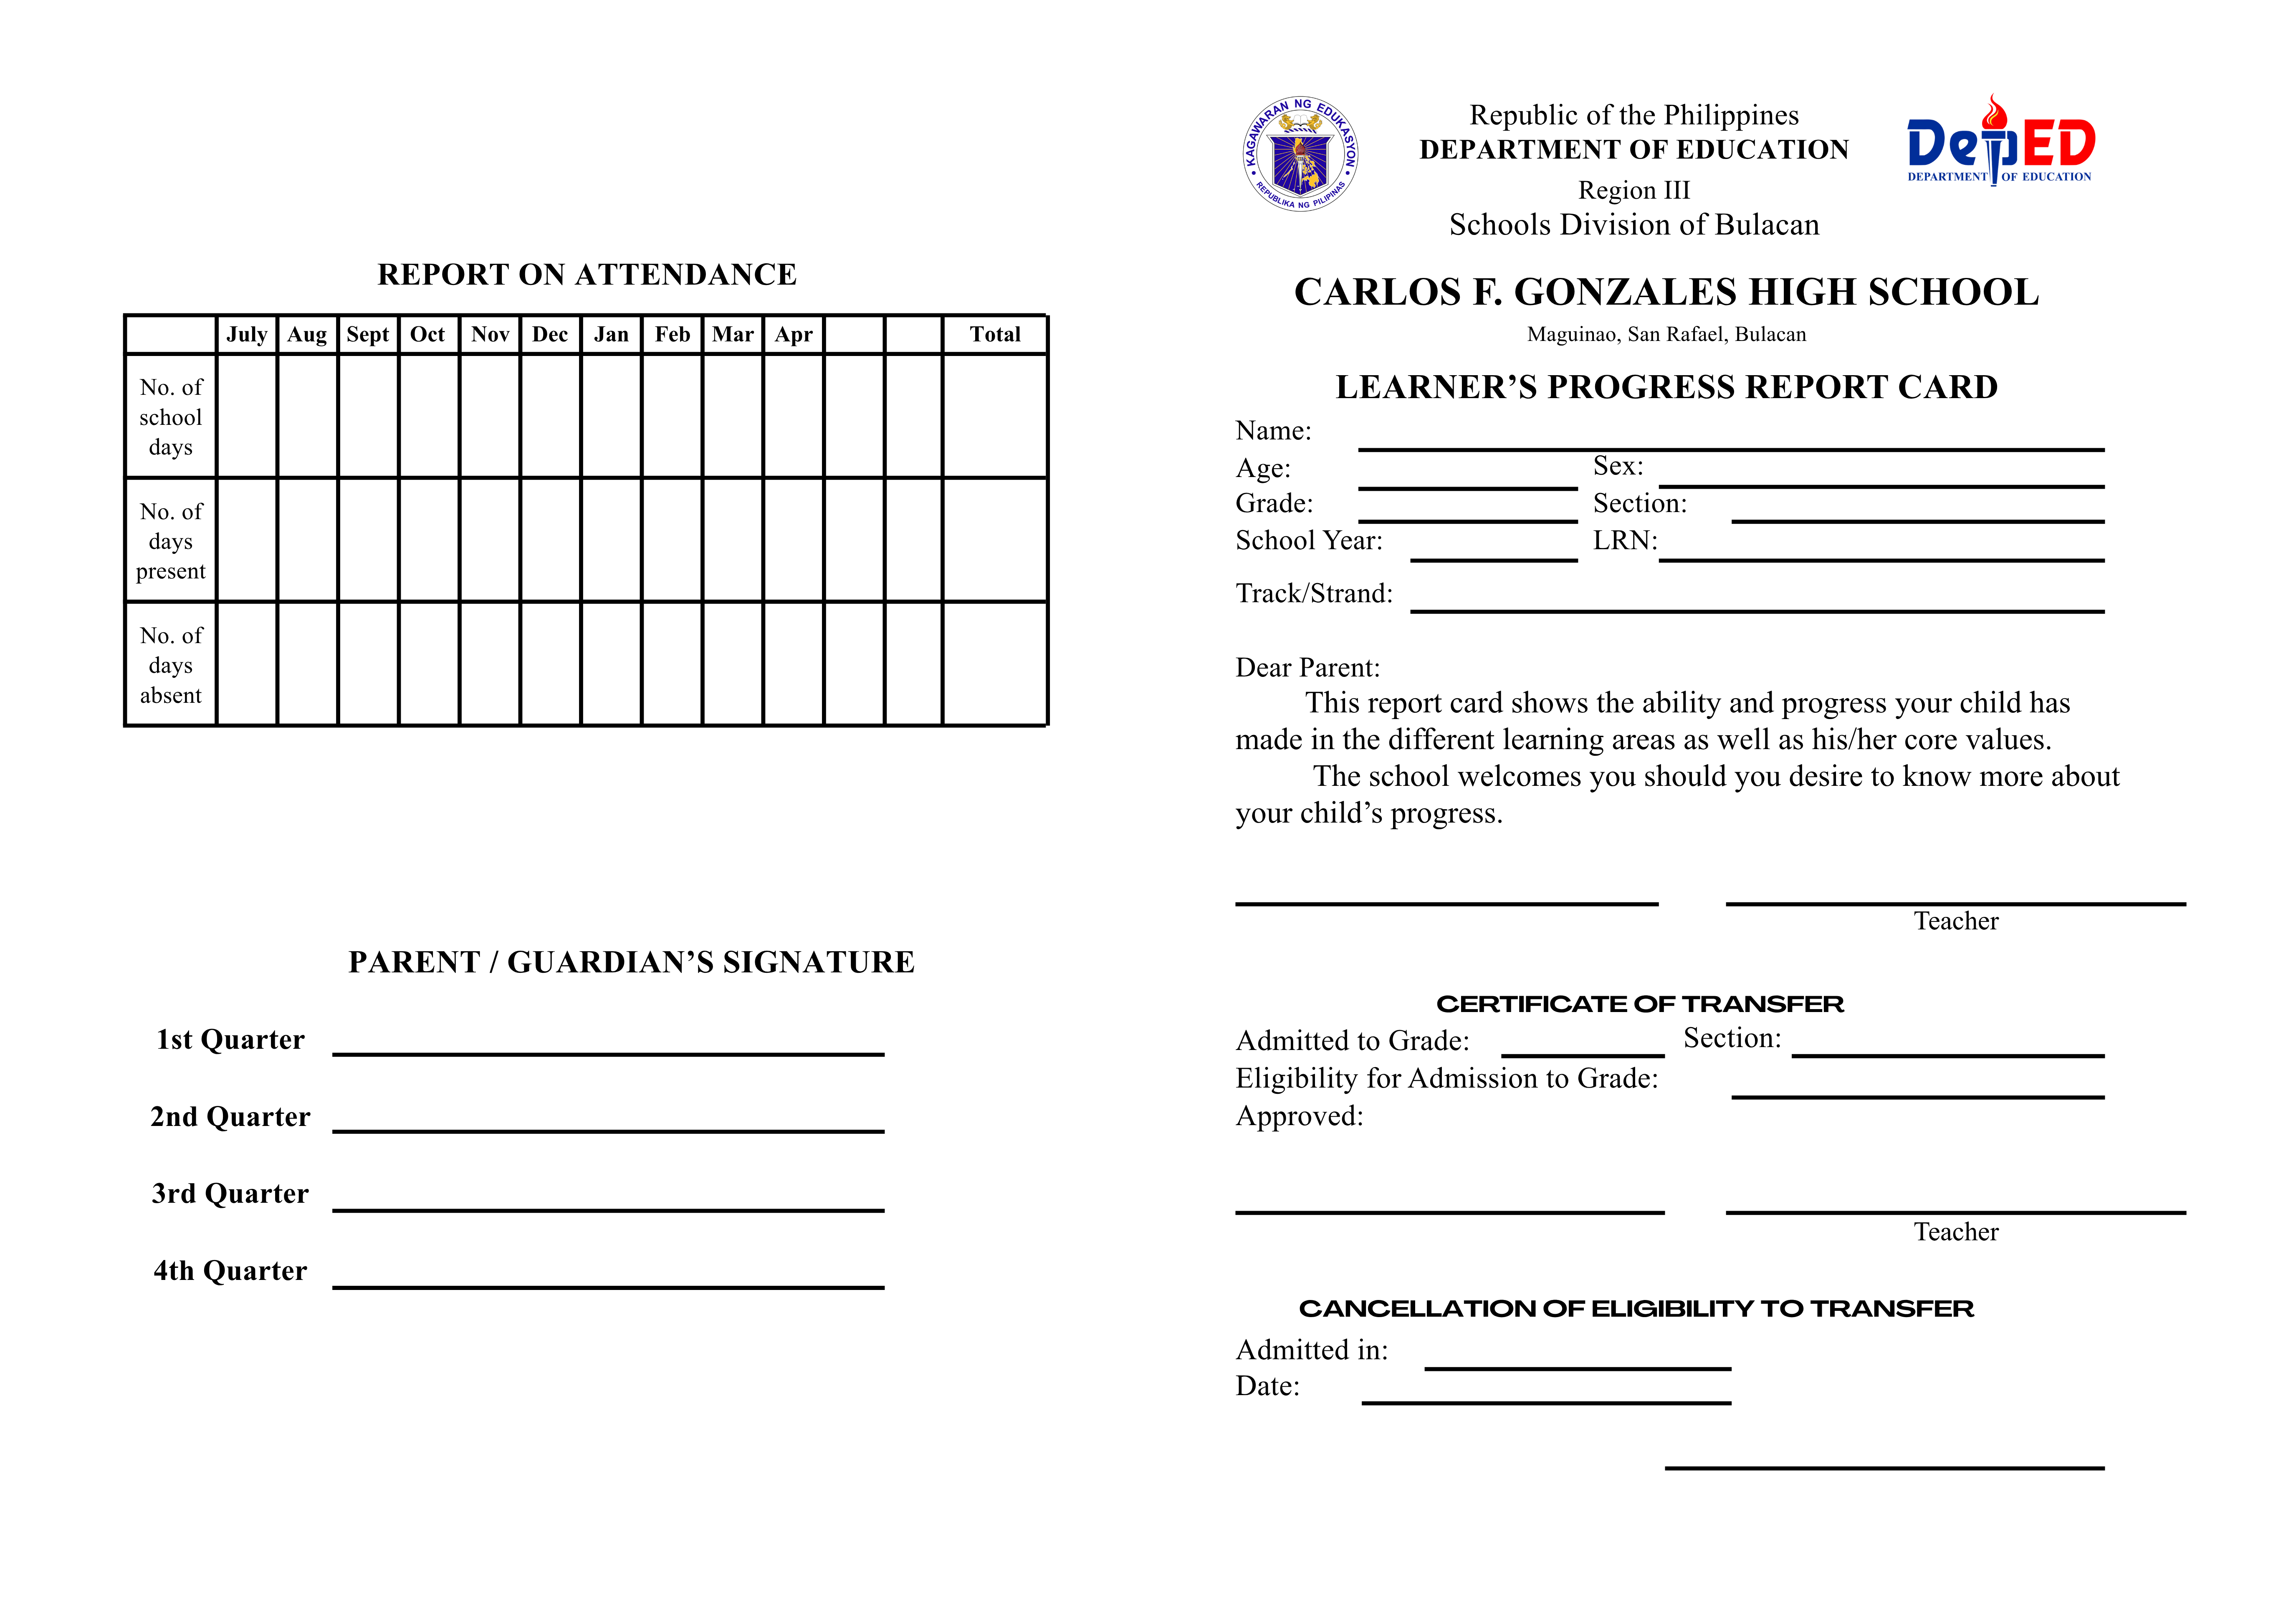 REPORT ON ATTENDANCE
July Aug Sept Oct Nov Dec Jan Feb Mar Apr Total
No. of
school
days
No. of
days
present
No. of
days
absent
PARENT / GUARDIAN’S SIGNATURE
1st Quarter
2nd Quarter
3rd Quarter
4th Quarter
KAGAWARAN NG EDUKASYON
REPUBLIKA NG PILIPINAS
Republic of the Philippines
DEPARTMENT OF EDUCATION
Region III
Schools Division of Bulacan
DepED
DEPARTMENT OF EDUCATION
CARLOS F. GONZALES HIGH SCHOOL
Maguinao, San Rafael, Bulacan
LEARNER’S PROGRESS REPORT CARD
Name:
Age: Sex:
Grade: Section:
School Year: LRN:
Track/Strand:
Dear Parent:
This report card shows the ability and progress your child has
made in the different learning areas as well as his/her core values.
The school welcomes you should you desire to know more about
your child’s progress.
Teacher
CERTIFICATE OF TRANSFER
Admitted to Grade: Section:
Eligibility for Admission to Grade:
Approved:
Teacher
CANCELLATION OF ELIGIBILITY TO TRANSFER
Admitted in:
Date: